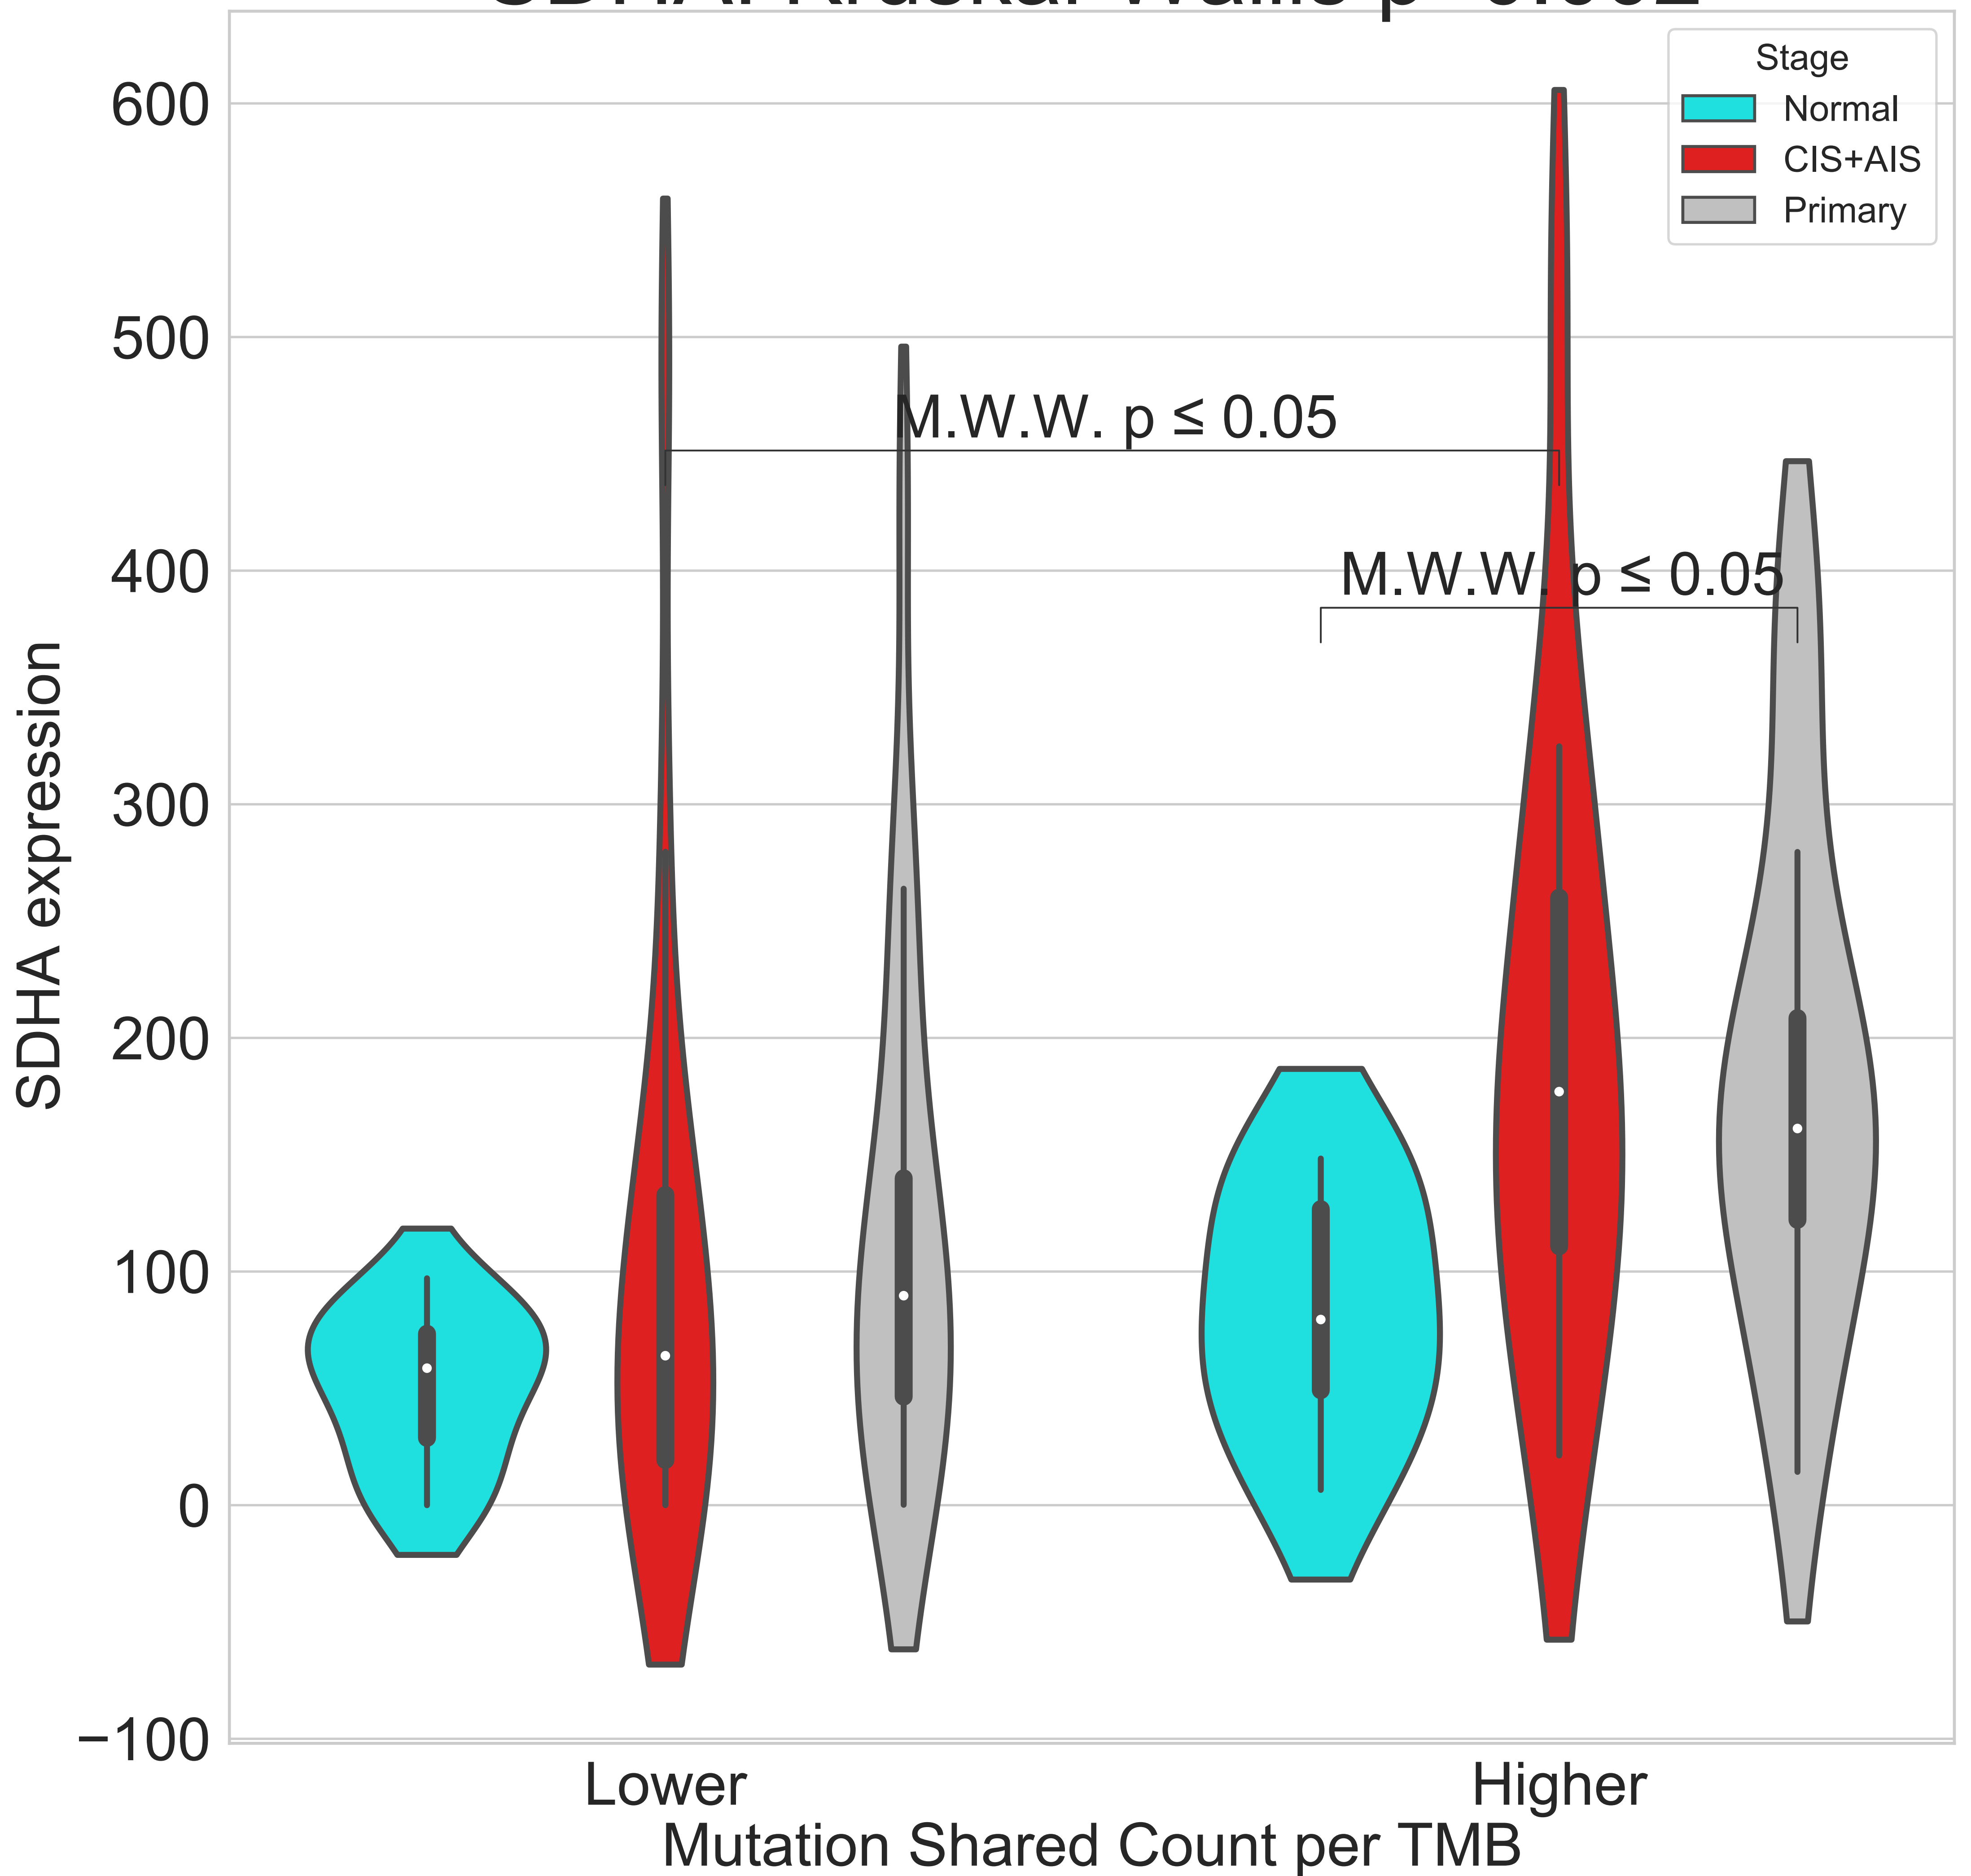 Stage
Normal
CIS+AIS
Primary
600
500
400
300
200
100
0
−100
SDHA expression
M.W.W. p ≤ 0.05
M.W.W. p ≤ 0.05
Lower
Higher
Mutation Shared Count per TMB